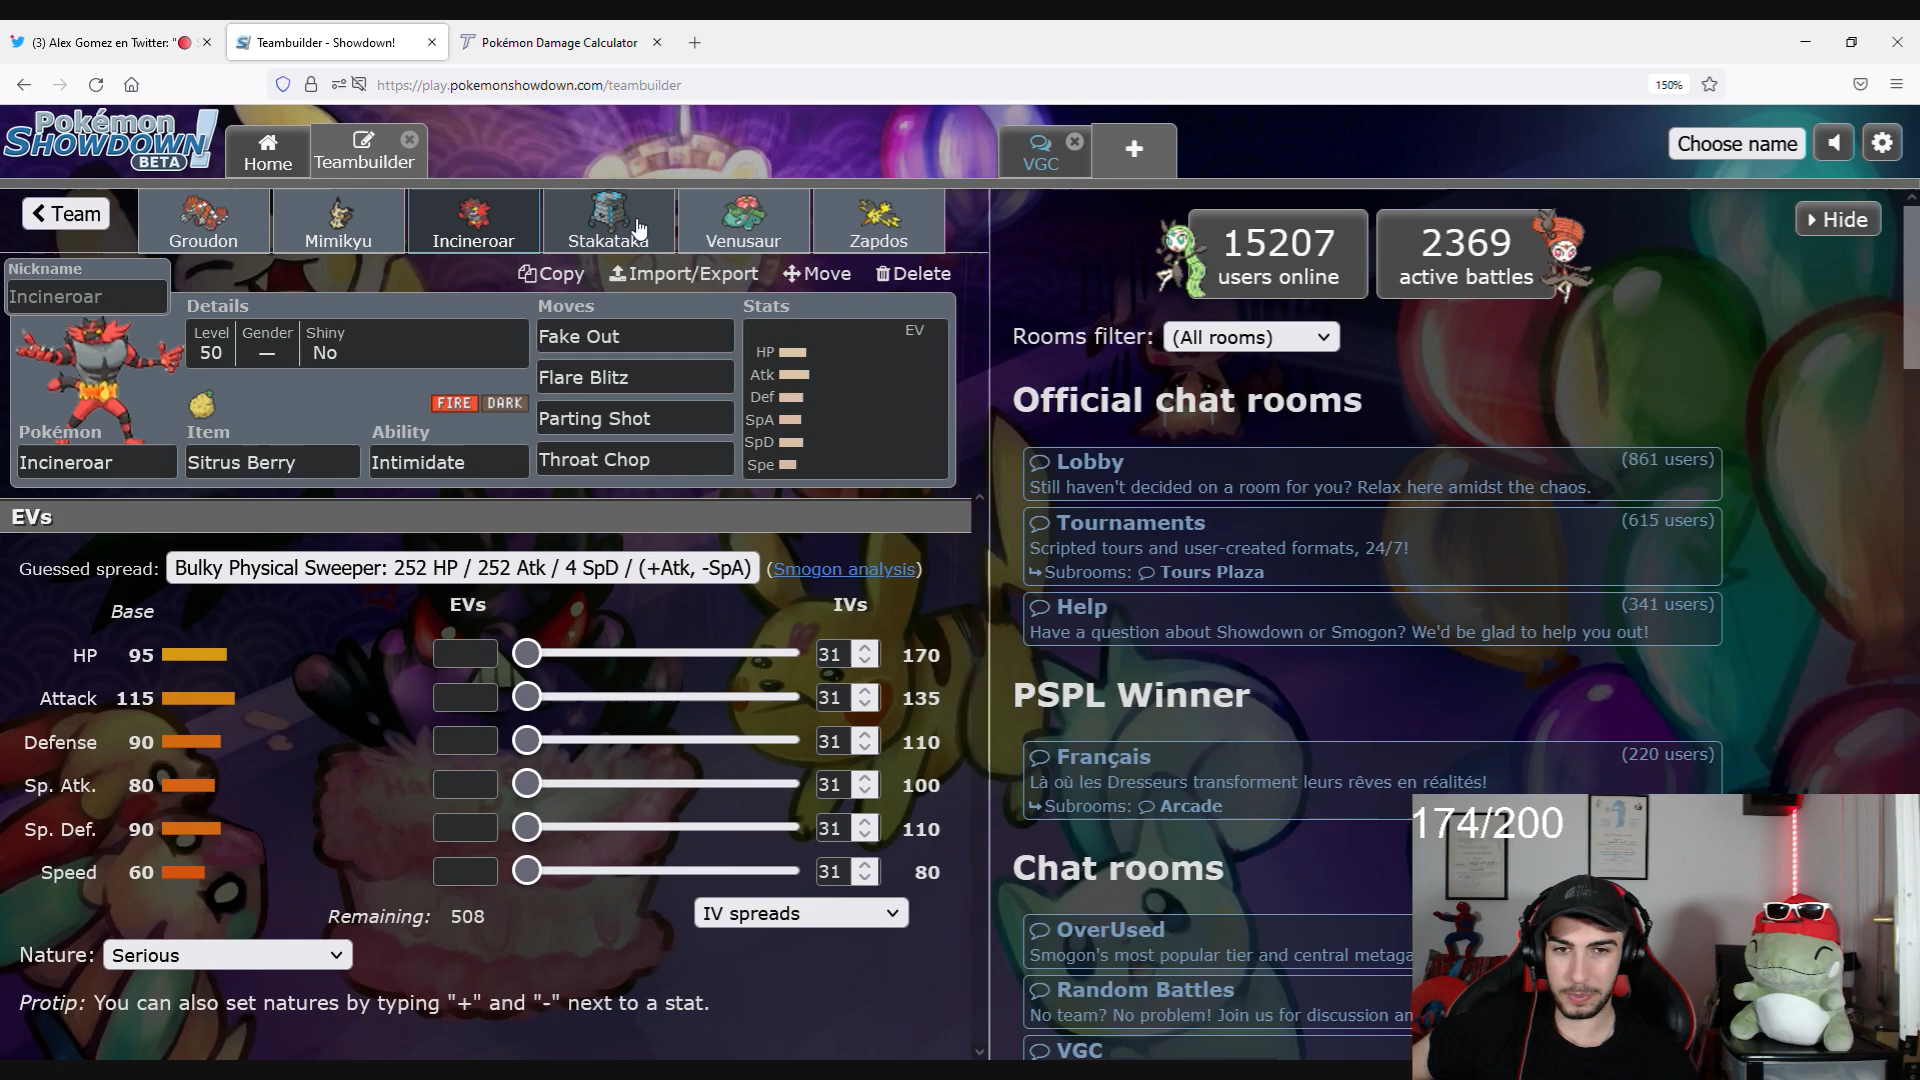 (3) Alex Gomez en Twitter: "
Teambuilder - Showdown!
Pokémon Damage Calculator
https://play.pokemonshowdown.com/teambuilder
150%
Pokémon
SHOWDOWN!
BETA
Home
Teambuilder
VGC
Choose name
Team
Groudon
Mimikyu
Incineroar
Stakataka
Venusaur
Zapdos
Copy
Import/Export
Move
Delete
Nickname
Incineroar
Details
Level
Gender
Shiny
50
—
No
FIRE
DARK
Pokémon
Item
Ability
Incineroar
Sitrus Berry
Intimidate
Moves
Fake Out
Flare Blitz
Parting Shot
Throat Chop
Stats
EV
HP
Atk
Def
SpA
SpD
Spe
EVs
Guessed spread: Bulky Physical Sweeper: 252 HP / 252 Atk / 4 SpD / (+Atk, -SpA) (Smogon analysis)
Base EVs IVs
HP 95 31 170
Attack 115 31 135
Defense 90 31 110
Sp. Atk. 80 31 100
Sp. Def. 90 31 110
Speed 60 31 80
Remaining: 508
IV spreads
Nature: Serious
Protip: You can also set natures by typing "+" and "-" next to a stat.
15207
users online
2369
active battles
Hide
Rooms filter: (All rooms)
Official chat rooms
Lobby (861 users)
Still haven't decided on a room for you? Relax here amidst the chaos.
Tournaments (615 users)
Scripted tours and user-created formats, 24/7!
Subrooms: Tours Plaza
Help (341 users)
Have a question about Showdown or Smogon? We'd be glad to help you out!
PSPL Winner
Français (220 users)
Là où les Dresseurs transforment leurs rêves en réalités!
Subrooms: Arcade
Chat rooms
OverUsed
Smogon's most popular tier and central metaga
Random Battles
No team? No problem! Join us for discussion an
VGC
174/200